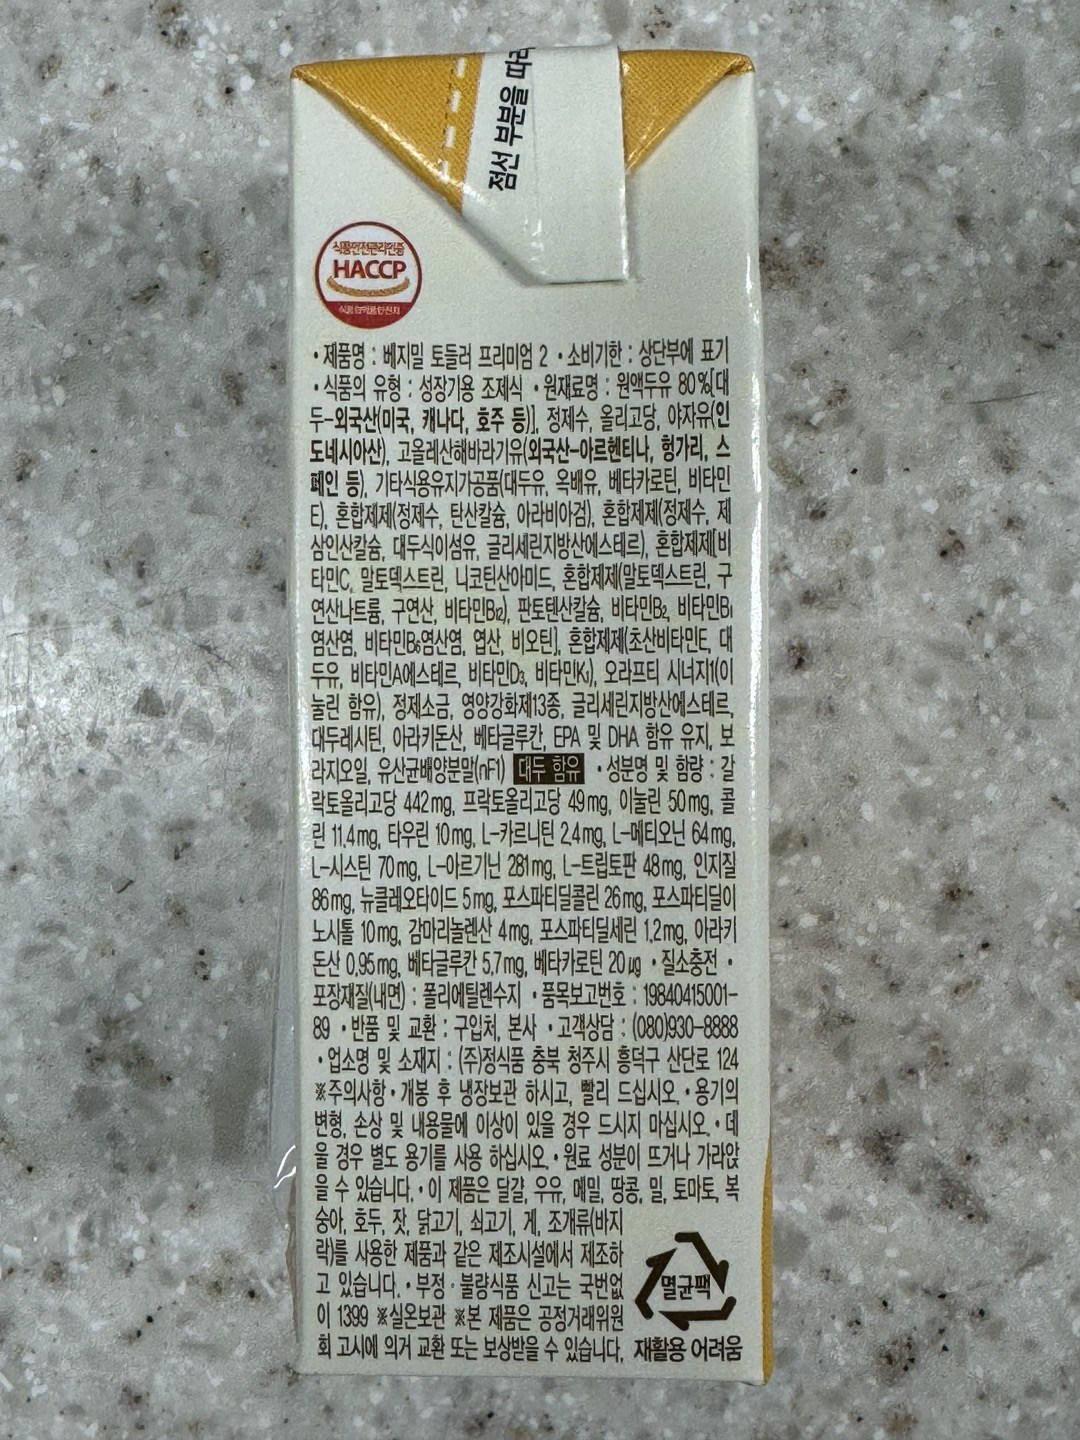 점선 부분을 따라
식품안전관리인증
HACCP
• 제품명 : 베지밀 토들러 프리미엄 2 • 소비기한 : 상단부에 표기
• 식품의 유형 : 성장기용 조제식 • 원재료명 : 원액두유 80%[대
두-외국산(미국, 캐나다, 호주 등)], 정제수, 올리고당, 야자유(인
도네시아산), 고올레산해바라기유(외국산-아르헨티나, 헝가리, 스
페인 등), 기타식용유지가공품(대두유, 옥배유, 베타카로틴, 비타민
E), 혼합제제(정제수, 탄산칼슘, 아라비아검), 혼합제제(정제수, 제
삼인산칼슘, 대두식이섬유, 글리세린지방산에스테르), 혼합제제[비
타민C, 말토덱스트린, 니코틴산아미드, 혼합제제(말토덱스트린, 구
연산나트륨, 구연산, 비타민B12), 판토텐산칼슘, 비타민B2, 비타민B1
염산염, 비타민B6염산염, 엽산, 비오틴], 혼합제제(초산비타민E, 대
두유, 비타민A에스테르, 비타민D3, 비타민K1), 오라프티 시너지1(이
눌린 함유), 정제소금, 영양강화제13종, 글리세린지방산에스테르,
대두레시틴, 아라키돈산, 베타글루칸, EPA 및 DHA 함유 유지, 보
라지오일, 유산균배양분말(nF1) 대두 함유 • 성분명 및 함량 : 갈
락토올리고당 442mg, 프락토올리고당 49mg, 이눌린 50mg, 콜
린 11.4mg, 타우린 10mg, L-카르니틴 2.4mg, L-메티오닌 64mg,
L-시스틴 70mg, L-아르기닌 281mg, L-트립토판 48mg, 인지질
86mg, 뉴클레오타이드 5mg, 포스파티딜콜린 26mg, 포스파티딜이
노시톨 10mg, 감마리놀렌산 4mg, 포스파티딜세린 1.2mg, 아라키
돈산 0.95mg, 베타글루칸 5.7mg, 베타카로틴 20㎍ • 질소충전 •
포장재질(내면) : 폴리에틸렌수지 • 품목보고번호 : 19840415001-
89 • 반품 및 교환 : 구입처, 본사 • 고객상담 : (080)930-8888
• 업소명 및 소재지 : (주)정식품 충북 청주시 흥덕구 산단로 124
※주의사항 • 개봉 후 냉장보관 하시고, 빨리 드십시오. • 용기의
변형, 손상 및 내용물에 이상이 있을 경우 드시지 마십시오. • 데
울 경우 별도 용기를 사용 하십시오. • 원료 성분이 뜨거나 가라앉
을 수 있습니다. • 이 제품은 달걀, 우유, 메밀, 땅콩, 밀, 토마토, 복
숭아, 호두, 잣, 닭고기, 쇠고기, 게, 조개류(바지
락)를 사용한 제품과 같은 제조시설에서 제조하
고 있습니다. • 부정·불량식품 신고는 국번없
이 1399 ※실온보관 ※본 제품은 공정거래위원
회 고시에 의거 교환 또는 보상받을 수 있습니다.
멸균팩
재활용 어려움